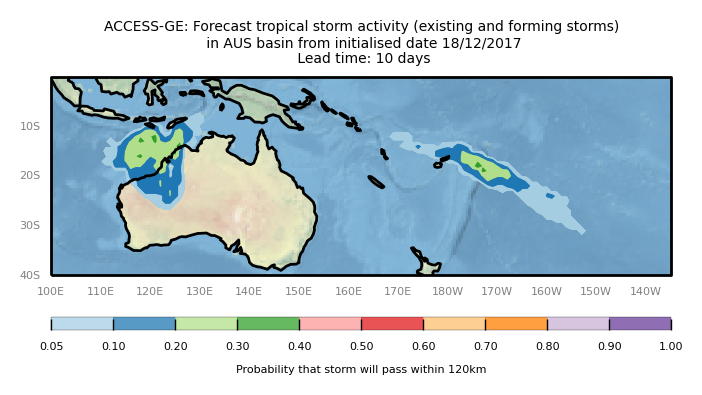 ACCESS-GE: Forecast tropical storm activity (existing and forming storms)
in AUS basin from initialised date 18/12/2017
Lead time: 10 days
10S
20S
30S
40S
100E 110E 120E 130E 140E 150E 160E 170E 180W 170W 160W 150W 140W
0.05 0.10 0.20 0.30 0.40 0.50 0.60 0.70 0.80 0.90 1.00
Probability that storm will pass within 120km